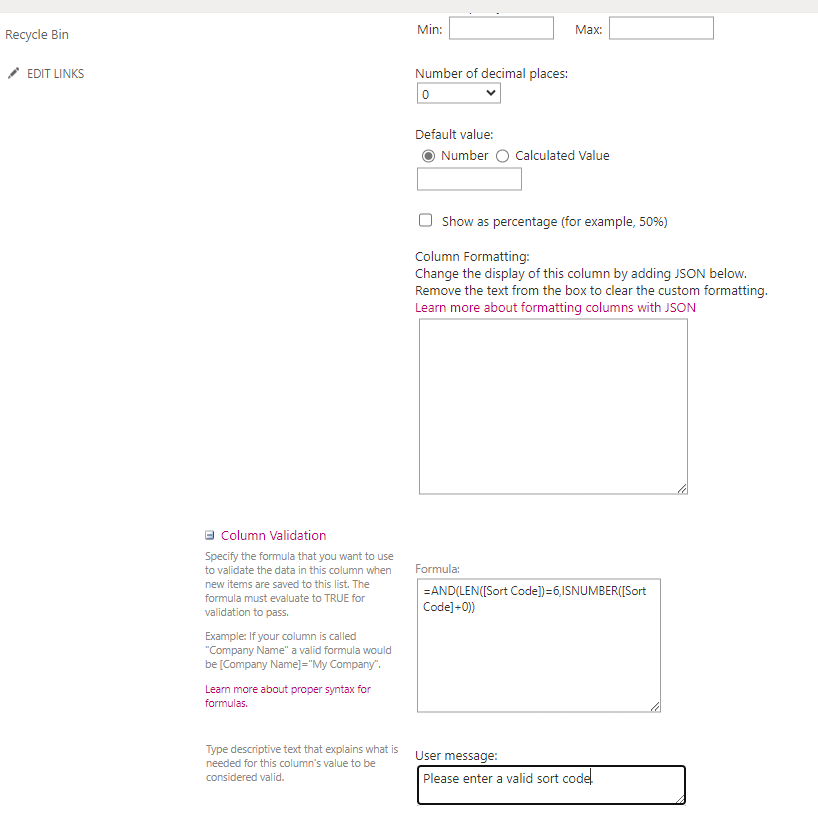 Recycle Bin
EDIT LINKS
Min:
Max:
Number of decimal places:
0
Default value:
Number
Calculated Value
Show as percentage (for example, 50%)
Column Formatting:
Change the display of this column by adding JSON below.
Remove the text from the box to clear the custom formatting.
Learn more about formatting columns with JSON
Column Validation
Specify the formula that you want to use
to validate the data in this column when
new items are saved to this list. The
formula must evaluate to TRUE for
validation to pass.
Example: If your column is called
"Company Name" a valid formula would
be [Company Name]="My Company".
Learn more about proper syntax for
formulas.
Formula:
=AND(LEN([Sort Code])=6,ISNUMBER([Sort
Code]+0))
Type descriptive text that explains what is
needed for this column's value to be
considered valid.
User message:
Please enter a valid sort code.